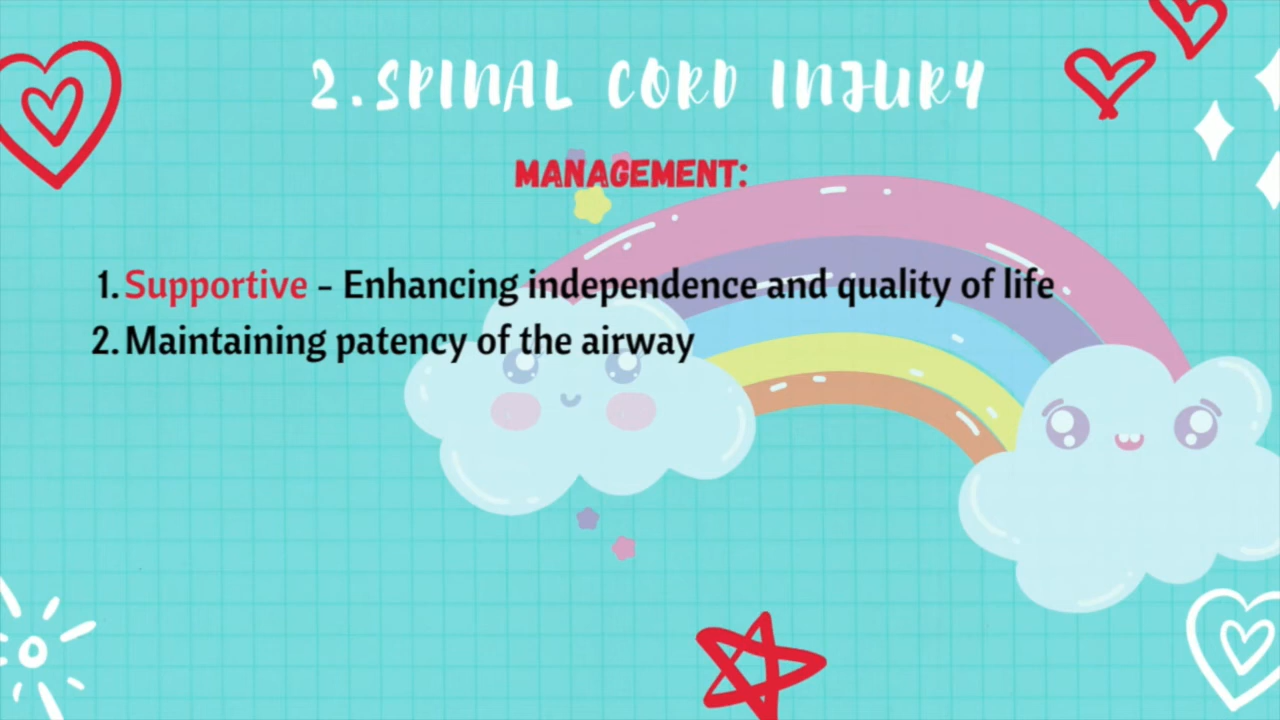 2.SPINAL CORD INJURY
MANAGEMENT:
1. Supportive - Enhancing independence and quality of life
2. Maintaining patency of the airway